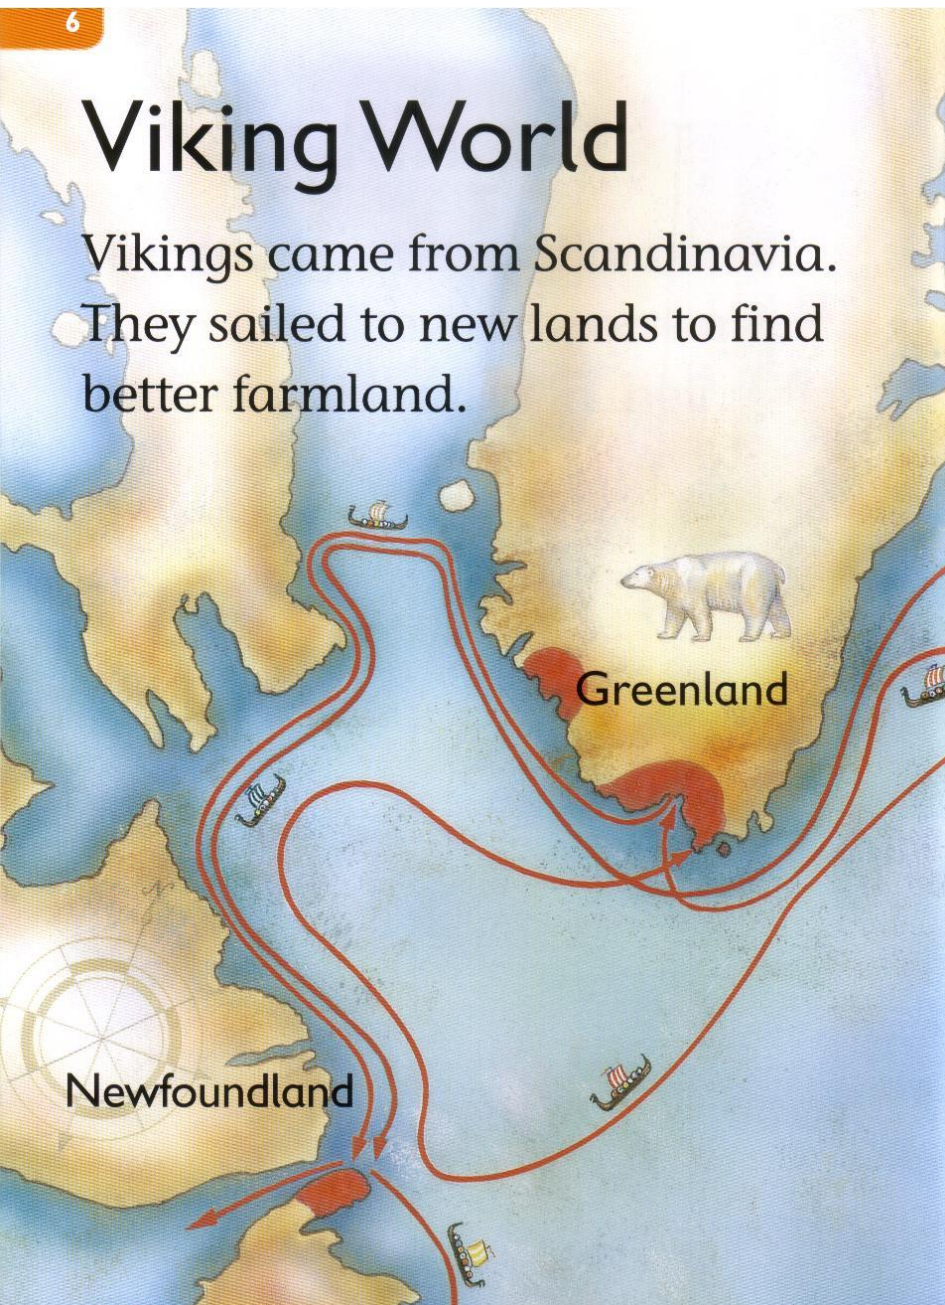 6
Viking World
Vikings came from Scandinavia.
They sailed to new lands to find
better farmland.
Greenland
Newfoundland